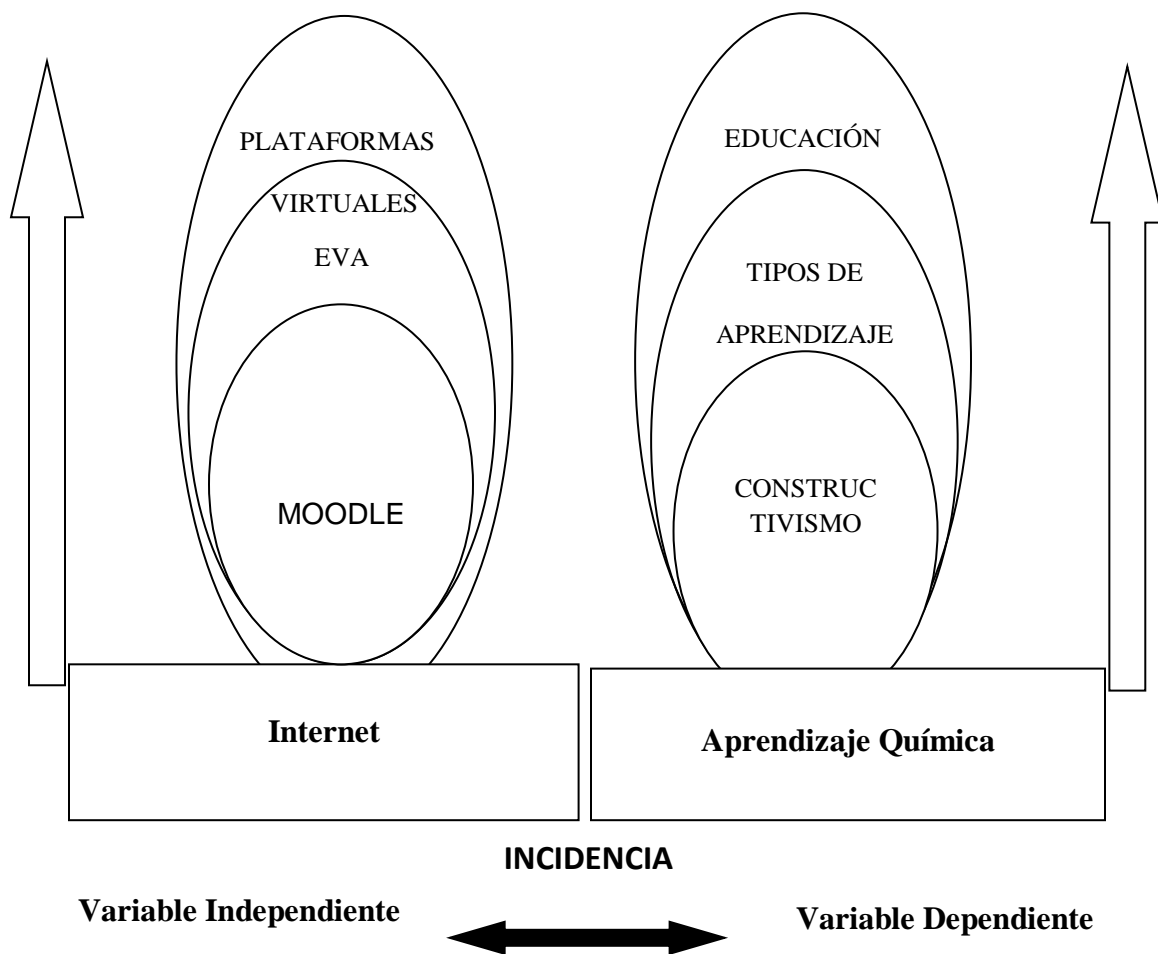 PLATAFORMAS
VIRTUALES
EVA
MOODLE
EDUCACIÓN
TIPOS DE
APRENDIZAJE
CONSTRUC
TIVISMO
Internet
Aprendizaje Química
INCIDENCIA
Variable Independiente
Variable Dependiente